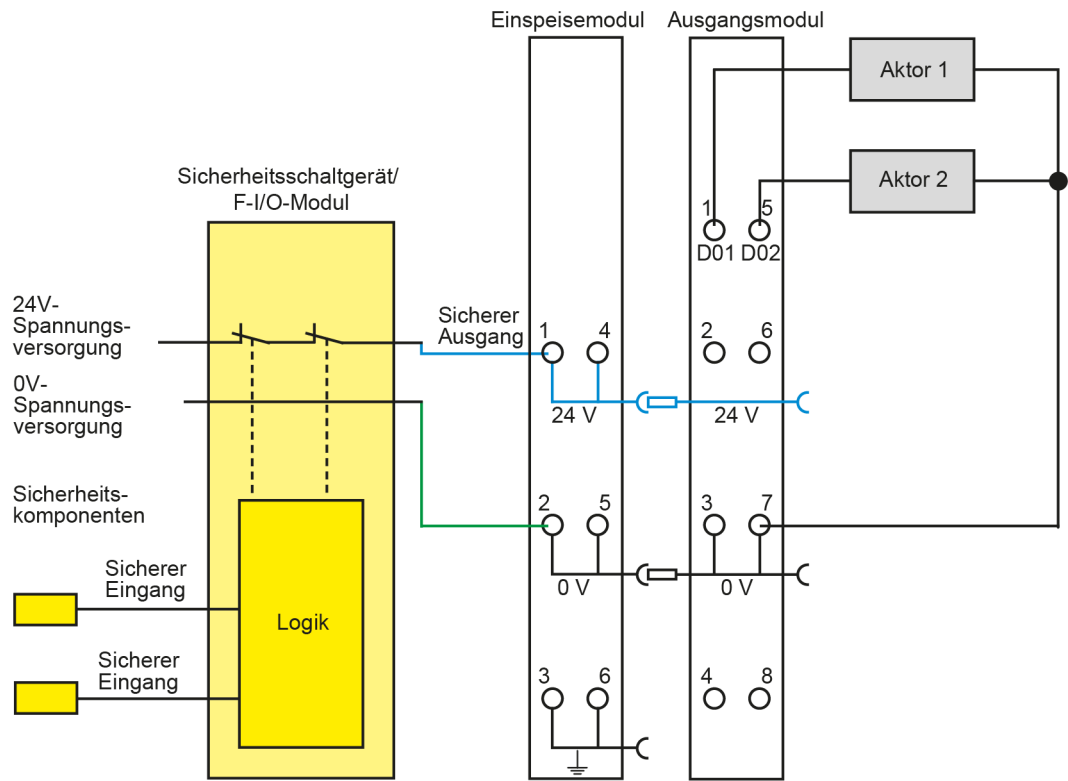 Einspeisemodul
Ausgangsmodul
Aktor 1
Aktor 2
Sicherheitsschaltgerät/
F-I/O-Modul
1
5
D01 D02
24V-
Spannungs-
versorgung
Sicherer
Ausgang
1
4
2
6
0V-
Spannungs-
versorgung
24 V
24 V
Sicherheits-
komponenten
2
5
3
7
Sicherer
Eingang
0 V
0 V
Logik
Sicherer
Eingang
3
6
4
8